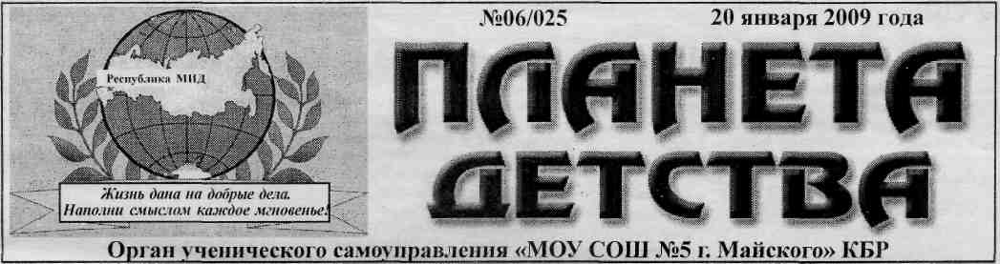 №06/025
20 января 2009 года
ПЛАНЕТА
ДЕТСТВА
Республика МИД
Жизнь дана на добрые дела.
Наполни смыслом каждое мгновенье!
Орган ученического самоуправления «МОУ СОШ №5 г. Майского» КБР